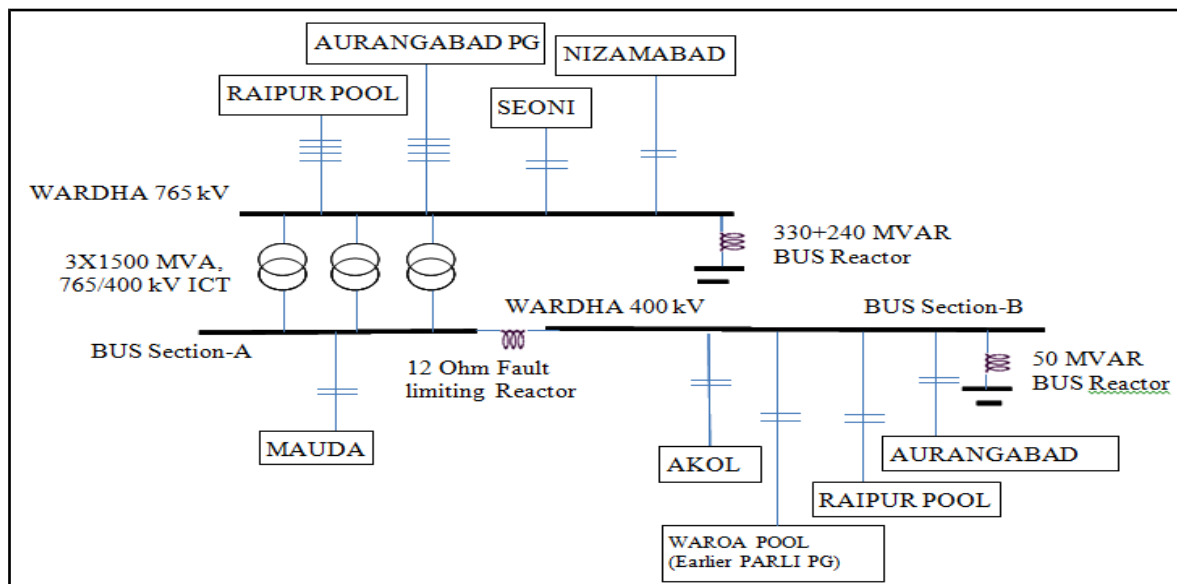 AURANGABAD PG
NIZAMABAD
RAIPUR POOL
SEONI
WARDHA 765 kV
330+240 MVAR
BUS Reactor
3X1500 MVA,
765/400 kV ICT
WARDHA 400 kV
BUS Section-B
BUS Section-A
12 Ohm Fault
limiting Reactor
50 MVAR
BUS Reactor
MAUDA
AKOL
AURANGABAD
RAIPUR POOL
WAROA POOL
(Earlier PARLI PG)